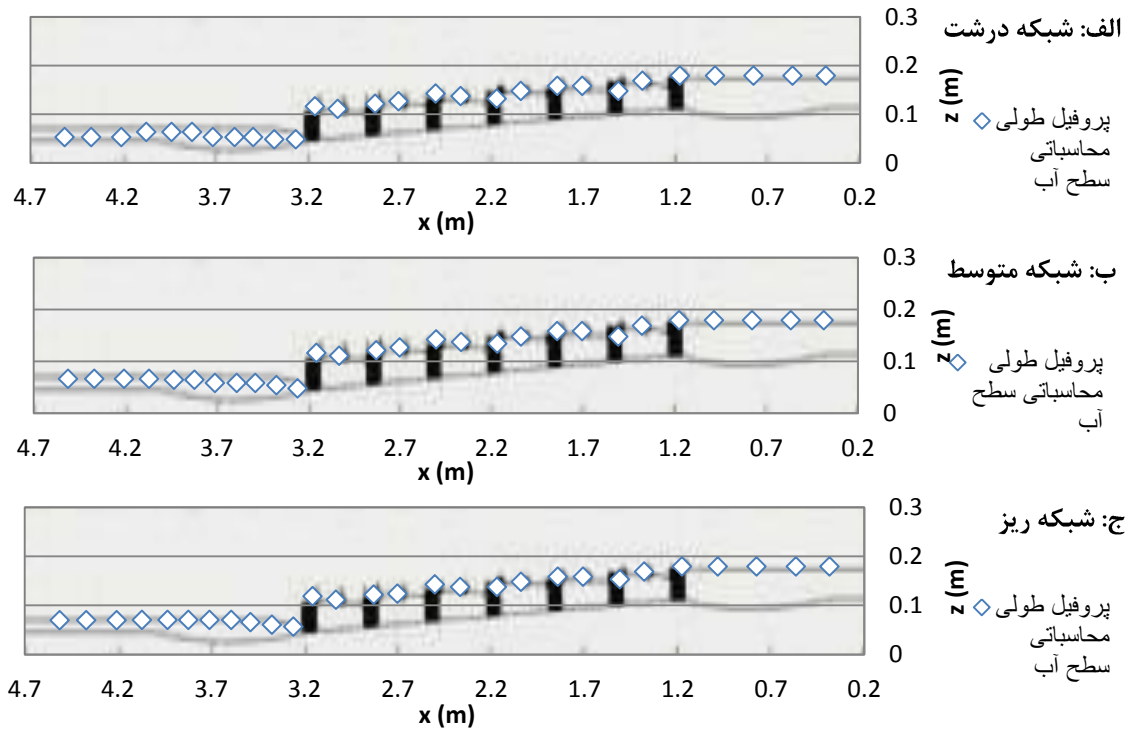 الف: شبکه درشت
0.3
0.2
0.1
0
z (m)
پروفیل طولی
محاسباتی
سطح آب
4.7 4.2 3.7 3.2 2.7 2.2 1.7 1.2 0.7 0.2
x (m)
ب: شبکه متوسط
0.3
0.2
0.1
0
z (m)
پروفیل طولی
محاسباتی سطح
آب
4.7 4.2 3.7 3.2 2.7 2.2 1.7 1.2 0.7 0.2
x (m)
ج: شبکه ریز
0.3
0.2
0.1
0
z (m)
پروفیل طولی
محاسباتی
سطح آب
4.7 4.2 3.7 3.2 2.7 2.2 1.7 1.2 0.7 0.2
x (m)